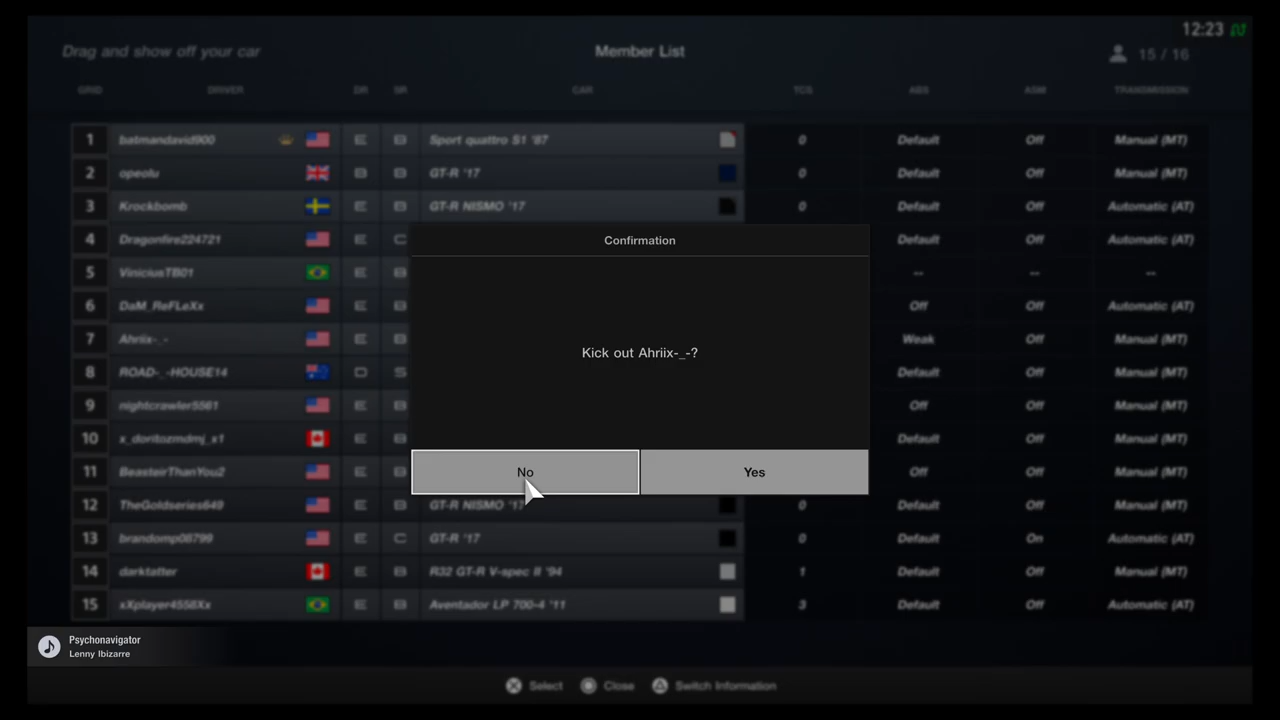 12:23
Drag and show off your car
Member List
15 / 16
GRID DRIVER DR SR CAR TCS ABS ASM TRANSMISSION
1 batmandavid900 E B Sport quattro S1 '87 0 Default Off Manual (MT)
2 opeolu B B GT-R '17 0 Default Off Manual (MT)
3 Krockbomb E B GT-R NISMO '17 0 Default Off Automatic (AT)
4 Dragonfire224721 E C Default Off Automatic (AT)
5 ViniciusTB01 E B -- -- --
6 DaM_ReFLeXx E B Off Off Automatic (AT)
7 Ahriix-_- E B Weak Off Manual (MT)
8 ROAD-_-HOUSE14 D S Default Off Manual (MT)
9 nightcrawler5561 E B Off Off Manual (MT)
10 x_doritozmdmj_x1 E B Default Off Manual (MT)
11 BeasteirThanYou2 E B Off Off Manual (MT)
12 TheGoldseries649 E B GT-R NISMO '17 0 Default Off Manual (MT)
13 brandomp08799 E C GT-R '17 0 Default On Automatic (AT)
14 darktatter E B R32 GT-R V-spec II '94 1 Default Off Manual (MT)
15 xXplayer4558Xx E B Aventador LP 700-4 '11 3 Default Off Automatic (AT)
Confirmation
Kick out Ahriix-_-?
No Yes
Psychonavigator
Lenny Ibizarre
Select Close Switch Information